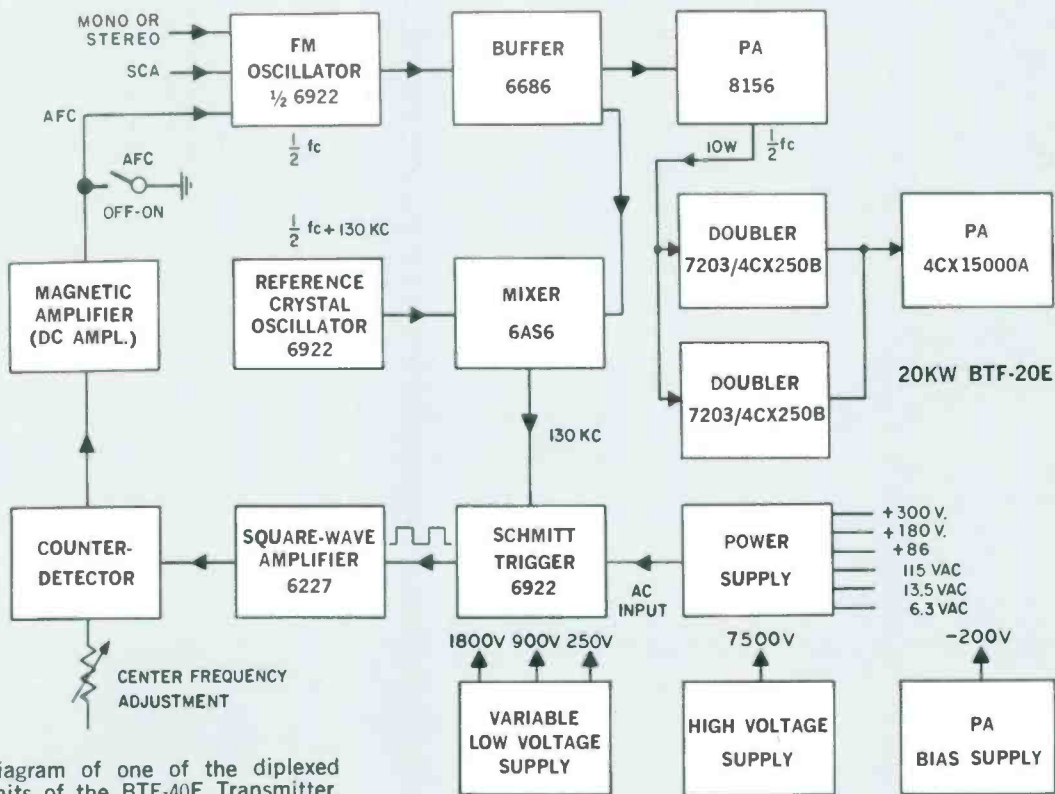 MONO OR
STEREO
SCA
AFC
FM
OSCILLATOR
½ 6922
1/2 fc
BUFFER
6686
PA
8156
10W
1/2 fc
AFC
OFF-ON
1/2 fc + 130 KC
MAGNETIC
AMPLIFIER
(DC AMPL.)
REFERENCE
CRYSTAL
OSCILLATOR
6922
MIXER
6AS6
DOUBLER
7203/4CX250B
PA
4CX15000A
DOUBLER
7203/4CX250B
20KW BTF-20E
130 KC
COUNTER-
DETECTOR
SQUARE-WAVE
AMPLIFIER
6227
SCHMITT
TRIGGER
6922
AC
INPUT
POWER
SUPPLY
+300 V.
+180 V.
+86
115 VAC
13.5 VAC
6.3 VAC
CENTER FREQUENCY
ADJUSTMENT
1800V 900V 250V
7500V
-200V
VARIABLE
LOW VOLTAGE
SUPPLY
HIGH VOLTAGE
SUPPLY
PA
BIAS SUPPLY
diagram of one of the diplexed
of the BTF-40E Transmitter.